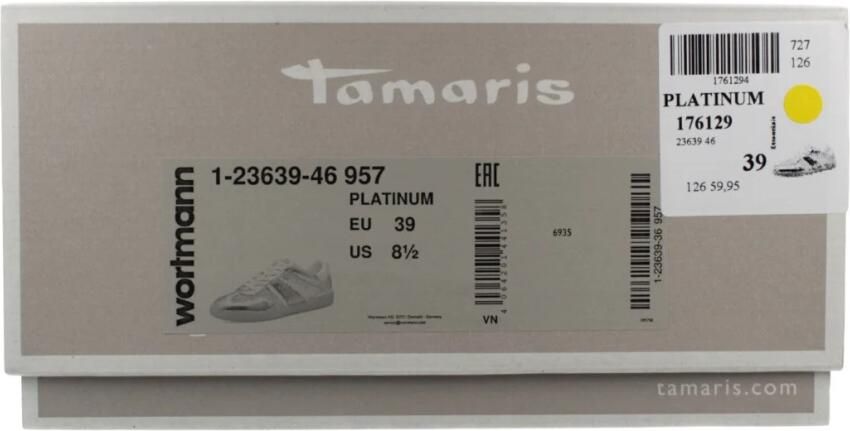 Tamaris
727
126
1761294
PLATINUM
176129
23639 46
39
126 59,95
wortmann
1-23639-46 957
PLATINUM
EU 39
US 8½
EAC
4064201441358
VN
6935
1-23639-36 957
tamaris.com